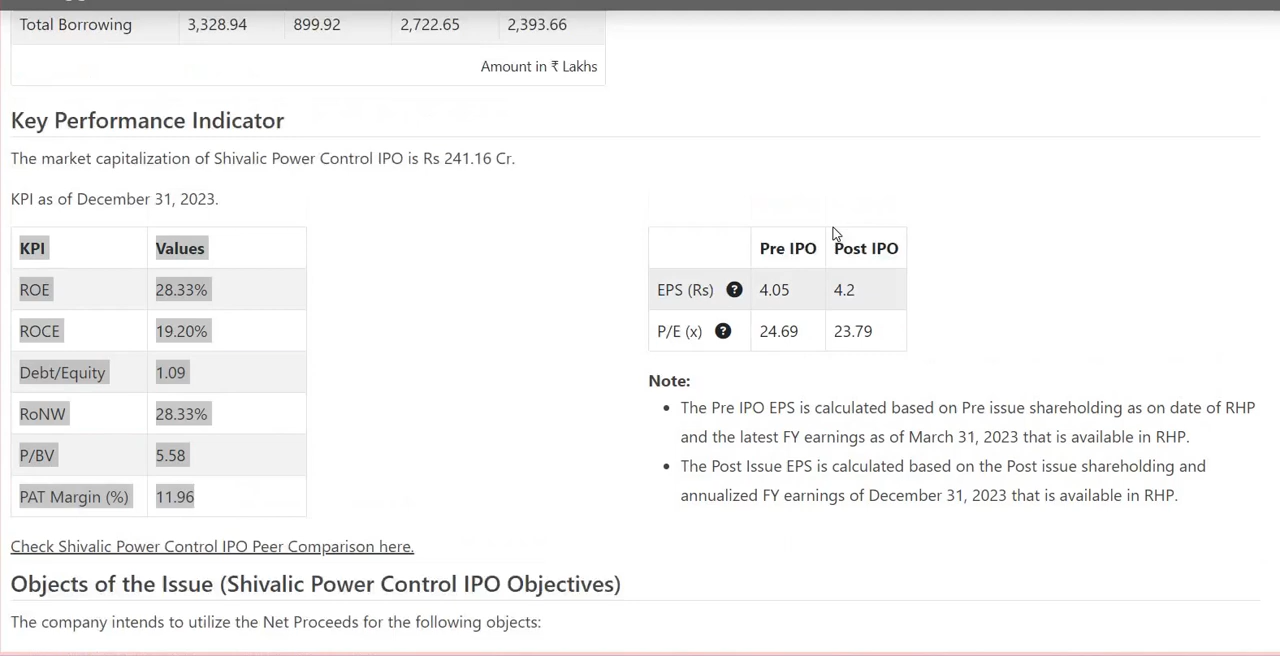 Total Borrowing 3,328.94 899.92 2,722.65 2,393.66
Amount in ₹ Lakhs
Key Performance Indicator
The market capitalization of Shivalic Power Control IPO is Rs 241.16 Cr.
KPI as of December 31, 2023.
KPI Values
ROE 28.33%
ROCE 19.20%
Debt/Equity 1.09
RoNW 28.33%
P/BV 5.58
PAT Margin (%) 11.96
Pre IPO Post IPO
EPS (Rs) ? 4.05 4.2
P/E (x) ? 24.69 23.79
Note:
• The Pre IPO EPS is calculated based on Pre issue shareholding as on date of RHP
and the latest FY earnings as of March 31, 2023 that is available in RHP.
• The Post Issue EPS is calculated based on the Post issue shareholding and
annualized FY earnings of December 31, 2023 that is available in RHP.
Check Shivalic Power Control IPO Peer Comparison here.
Objects of the Issue (Shivalic Power Control IPO Objectives)
The company intends to utilize the Net Proceeds for the following objects: